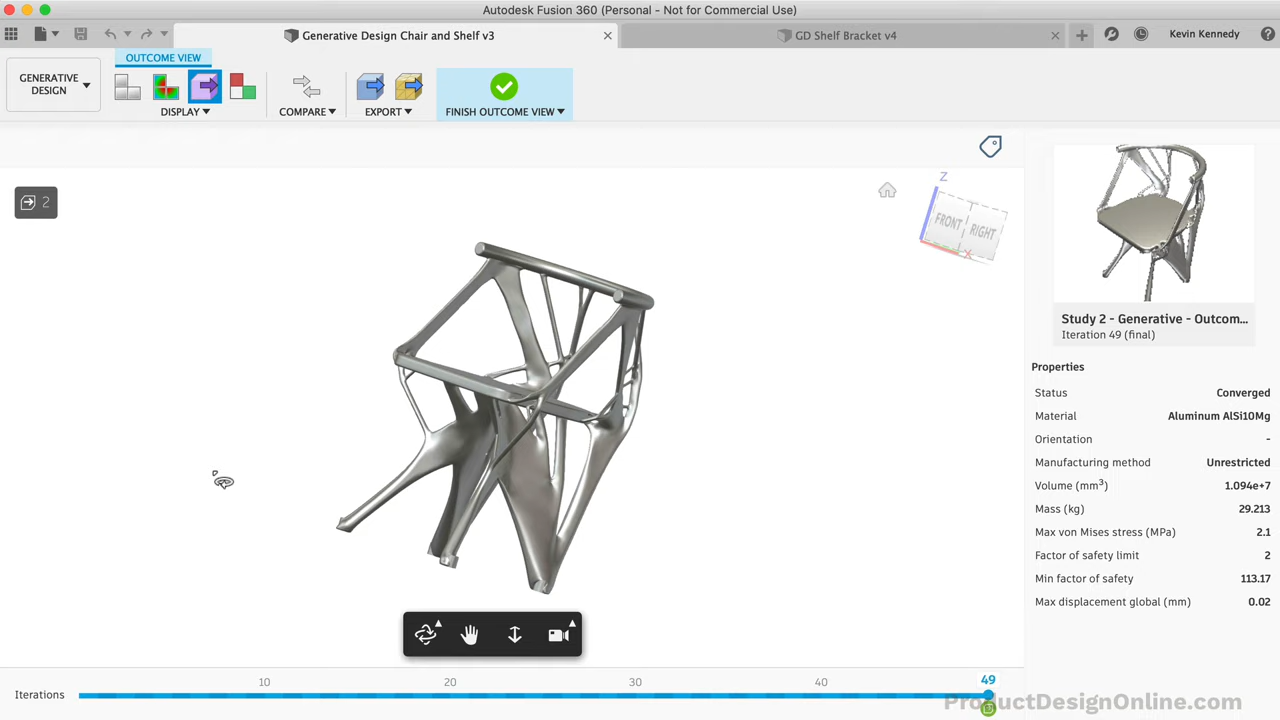 Autodesk Fusion 360 (Personal - Not for Commercial Use)
Generative Design Chair and Shelf v3
GD Shelf Bracket v4
Kevin Kennedy
OUTCOME VIEW
GENERATIVE
DESIGN
DISPLAY
COMPARE
EXPORT
FINISH OUTCOME VIEW
2
Z
FRONT
RIGHT
X
Study 2 - Generative - Outcom...
Iteration 49 (final)
Properties
Status Converged
Material Aluminum AlSi10Mg
Orientation -
Manufacturing method Unrestricted
Volume (mm³) 1.094e+7
Mass (kg) 29.213
Max von Mises stress (MPa) 2.1
Factor of safety limit 2
Min factor of safety 113.17
Max displacement global (mm) 0.02
10 20 30 40 49
Iterations
ProductDesignOnline.com